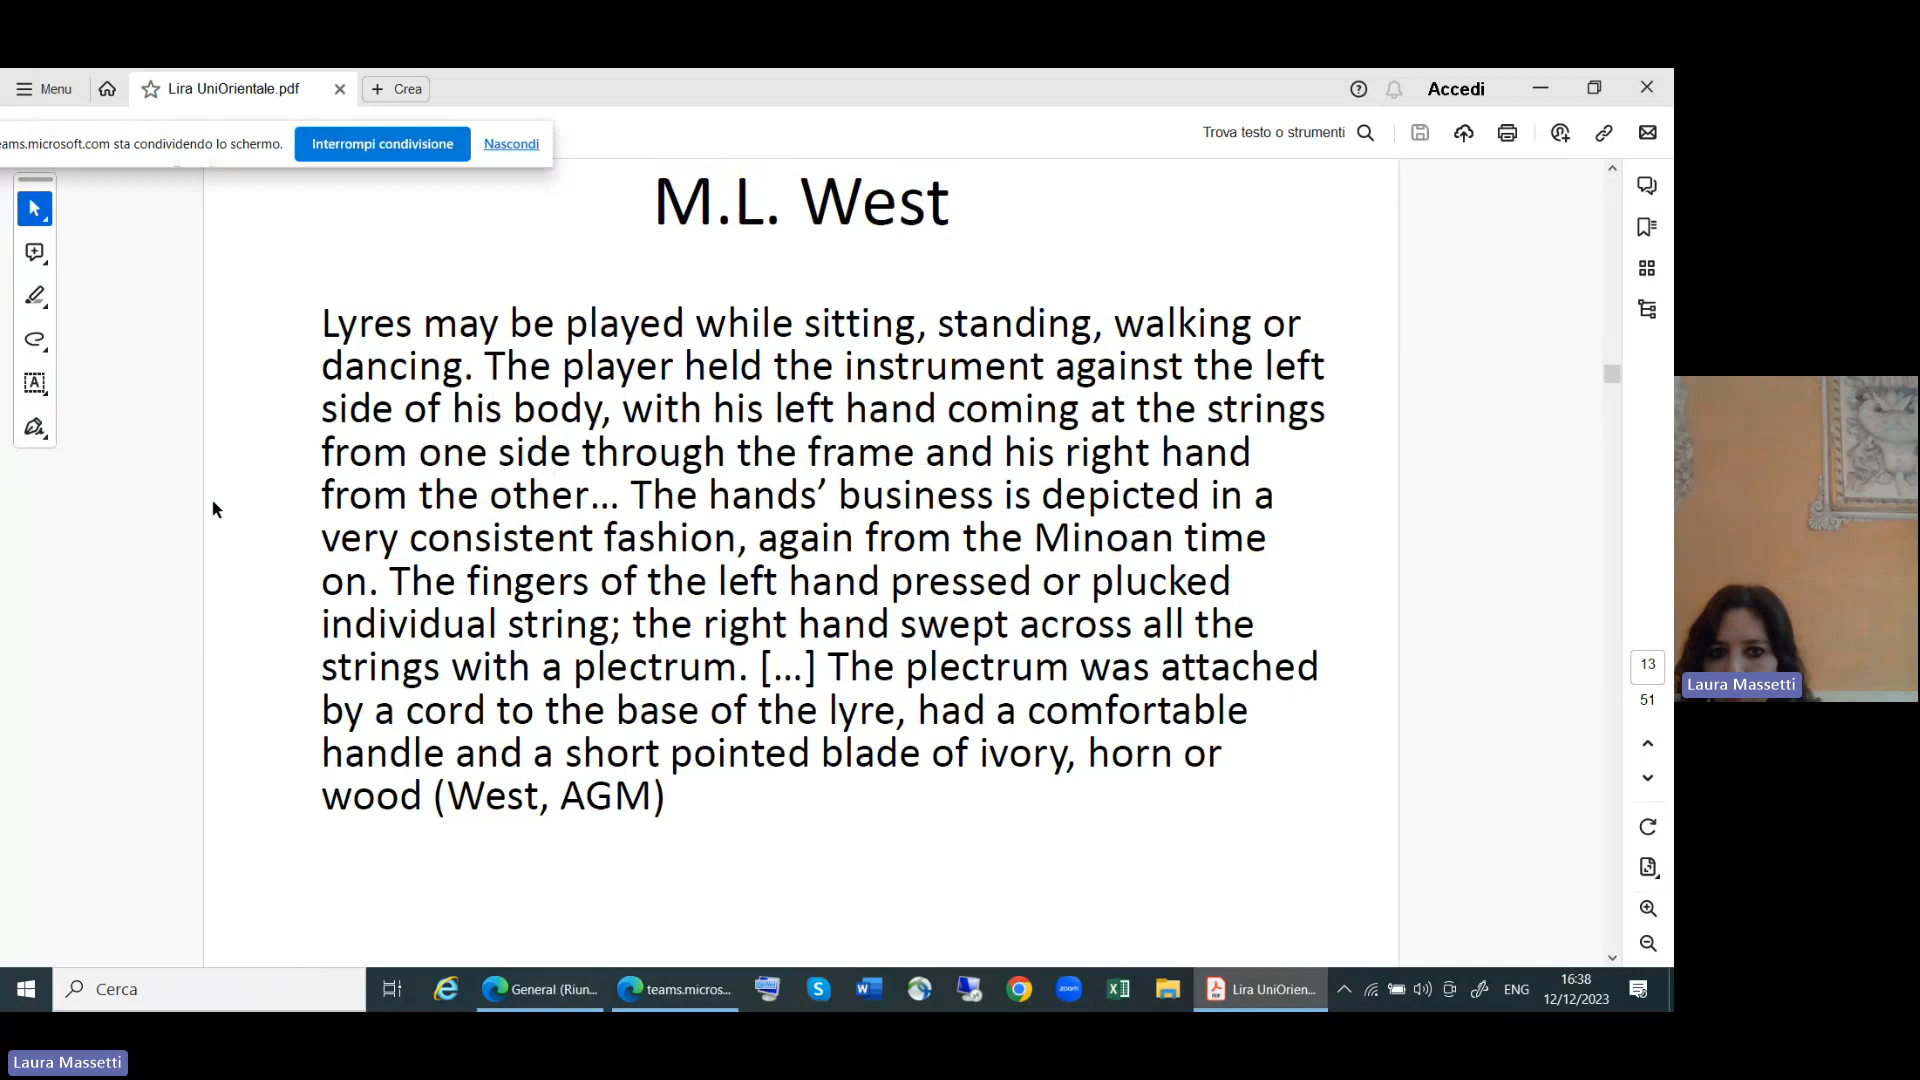 Menu
Lira UniOrientale.pdf
Crea
Accedi
eams.microsoft.com sta condividendo lo schermo.
Interrompi condivisione
Nascondi
Trova testo o strumenti
M.L. West
Lyres may be played while sitting, standing, walking or
dancing. The player held the instrument against the left
side of his body, with his left hand coming at the strings
from one side through the frame and his right hand
from the other… The hands’ business is depicted in a
very consistent fashion, again from the Minoan time
on. The fingers of the left hand pressed or plucked
individual string; the right hand swept across all the
strings with a plectrum. […] The plectrum was attached
by a cord to the base of the lyre, had a comfortable
handle and a short pointed blade of ivory, horn or
wood (West, AGM)
13
51
Laura Massetti
Cerca
General (Riun...
teams.micros...
zoom
Lira UniOrien...
ENG
16:38
12/12/2023
Laura Massetti